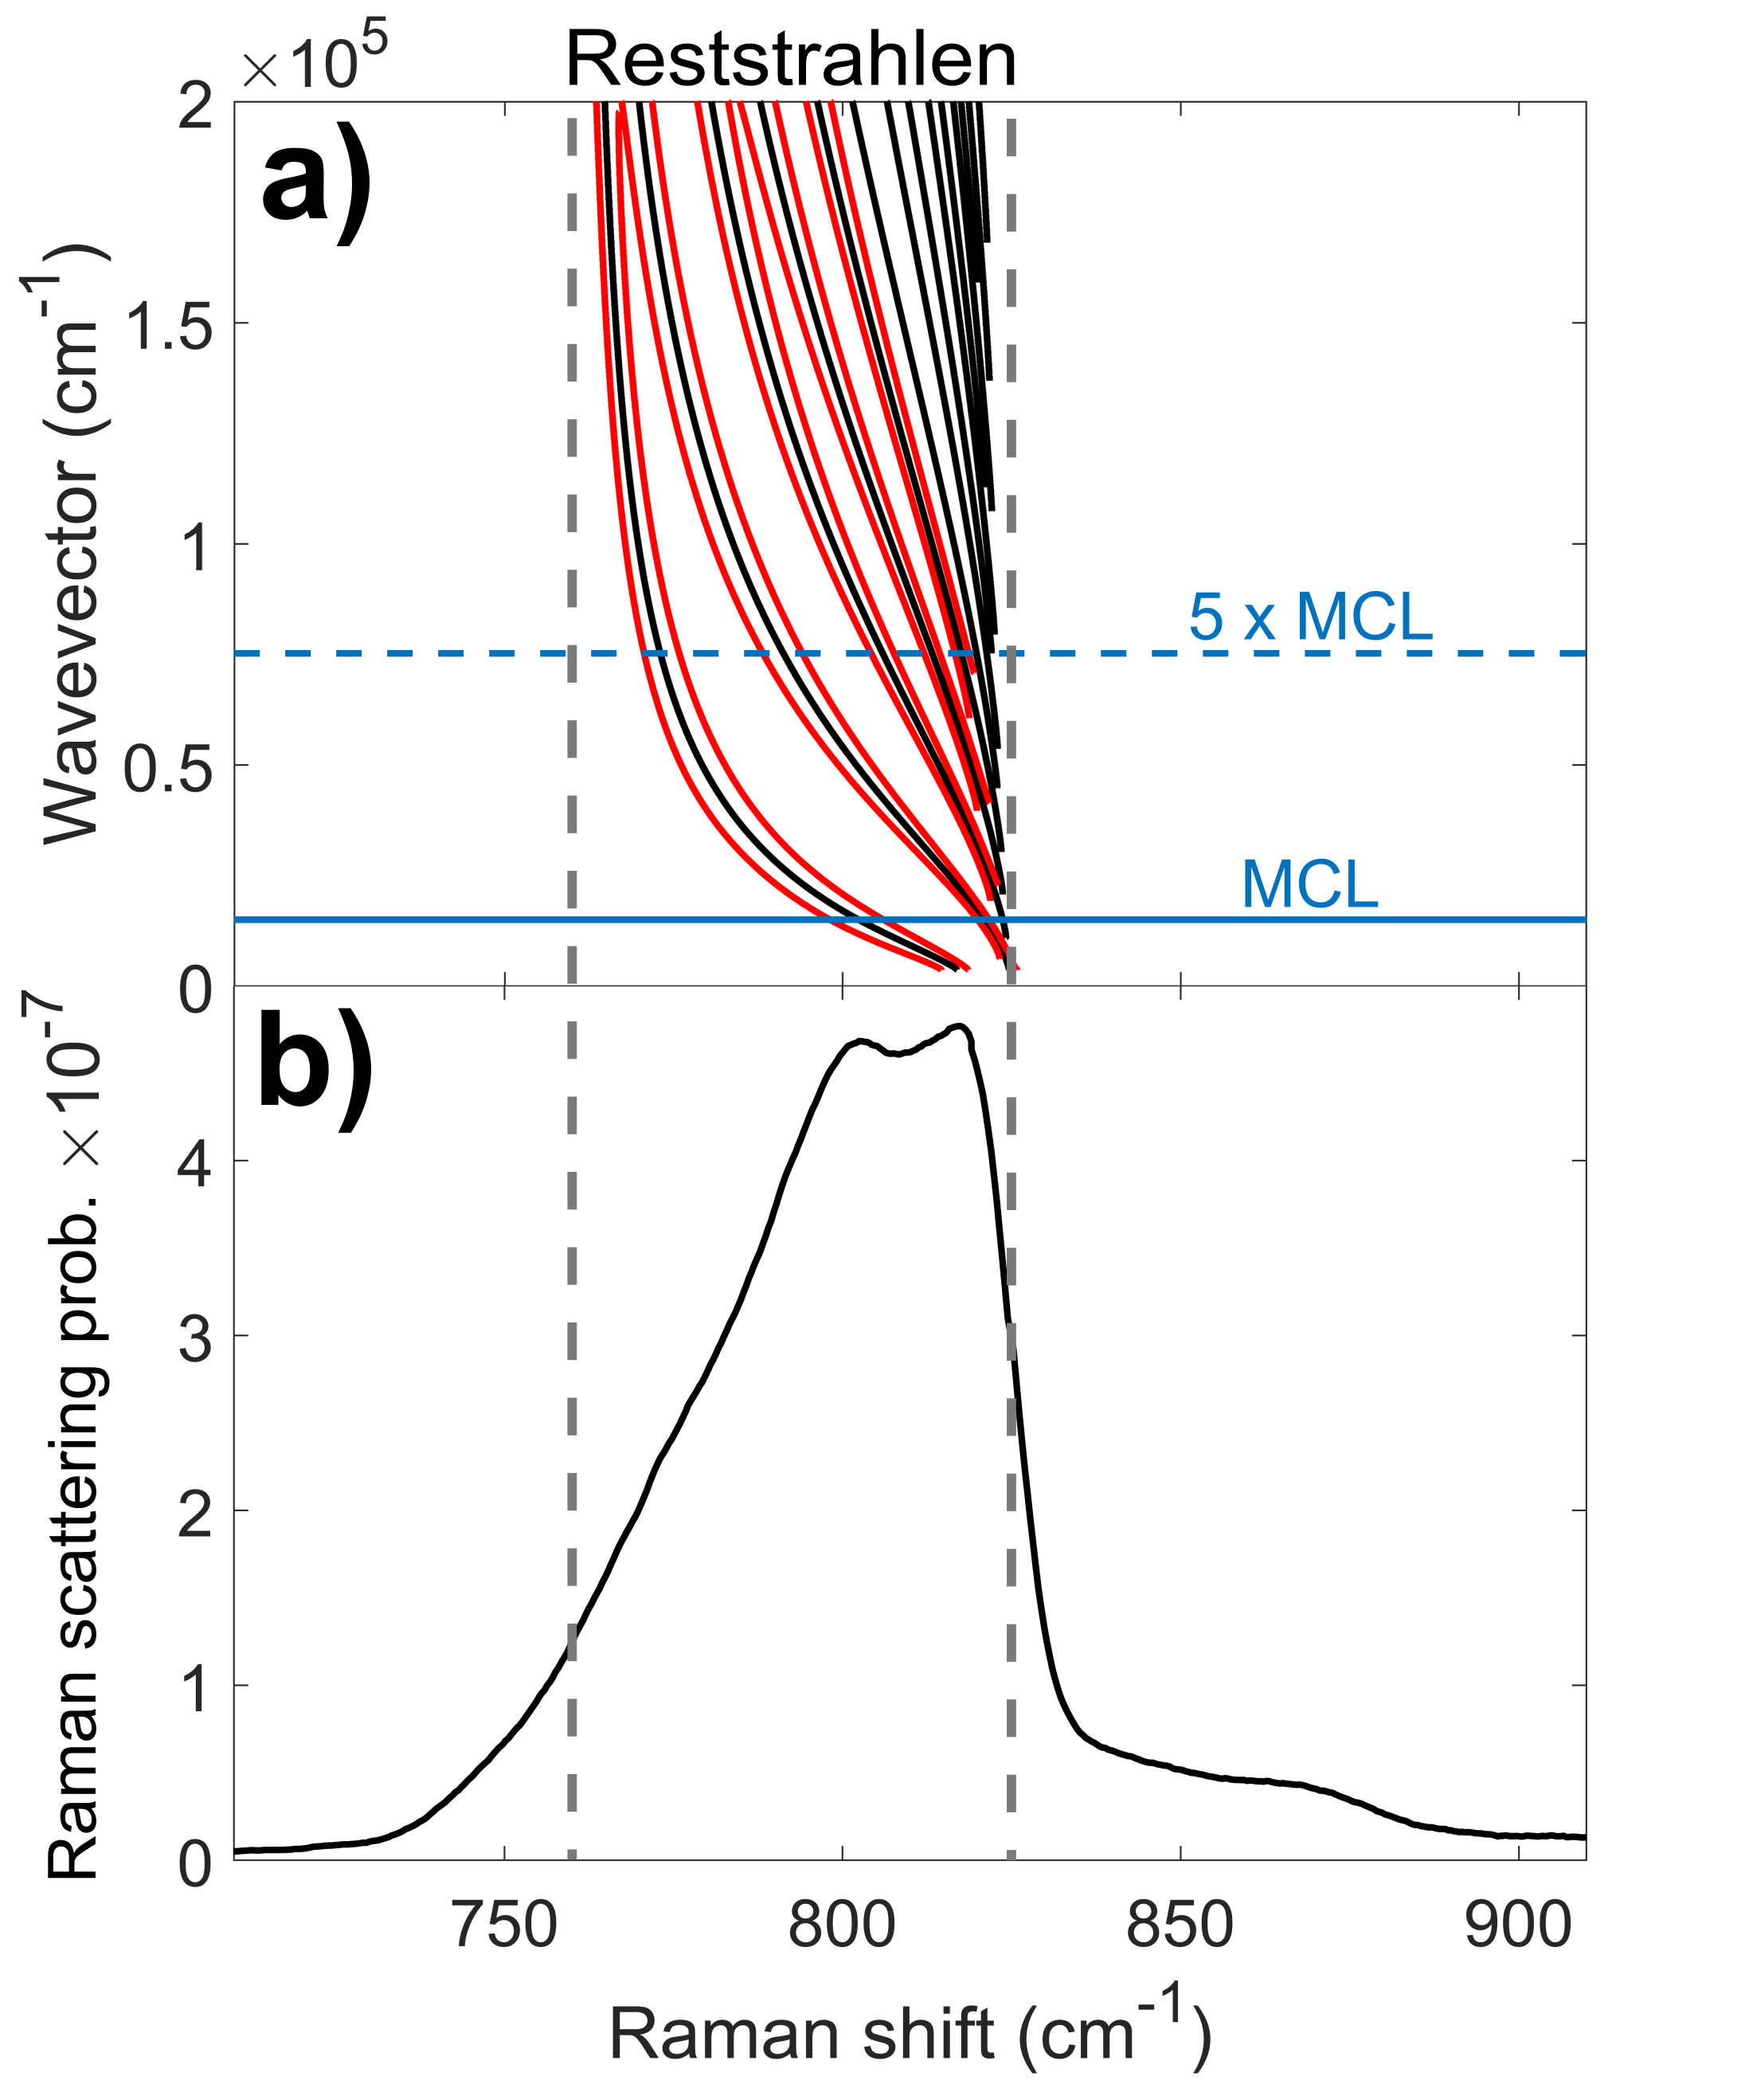 ×10^5
Reststrahlen
a)
2
1.5
1
0.5
0
Wavevector (cm^-1)
5 x MCL
MCL
b)
4
3
2
1
0
Raman scattering prob. ×10^-7
750 800 850 900
Raman shift (cm^-1)